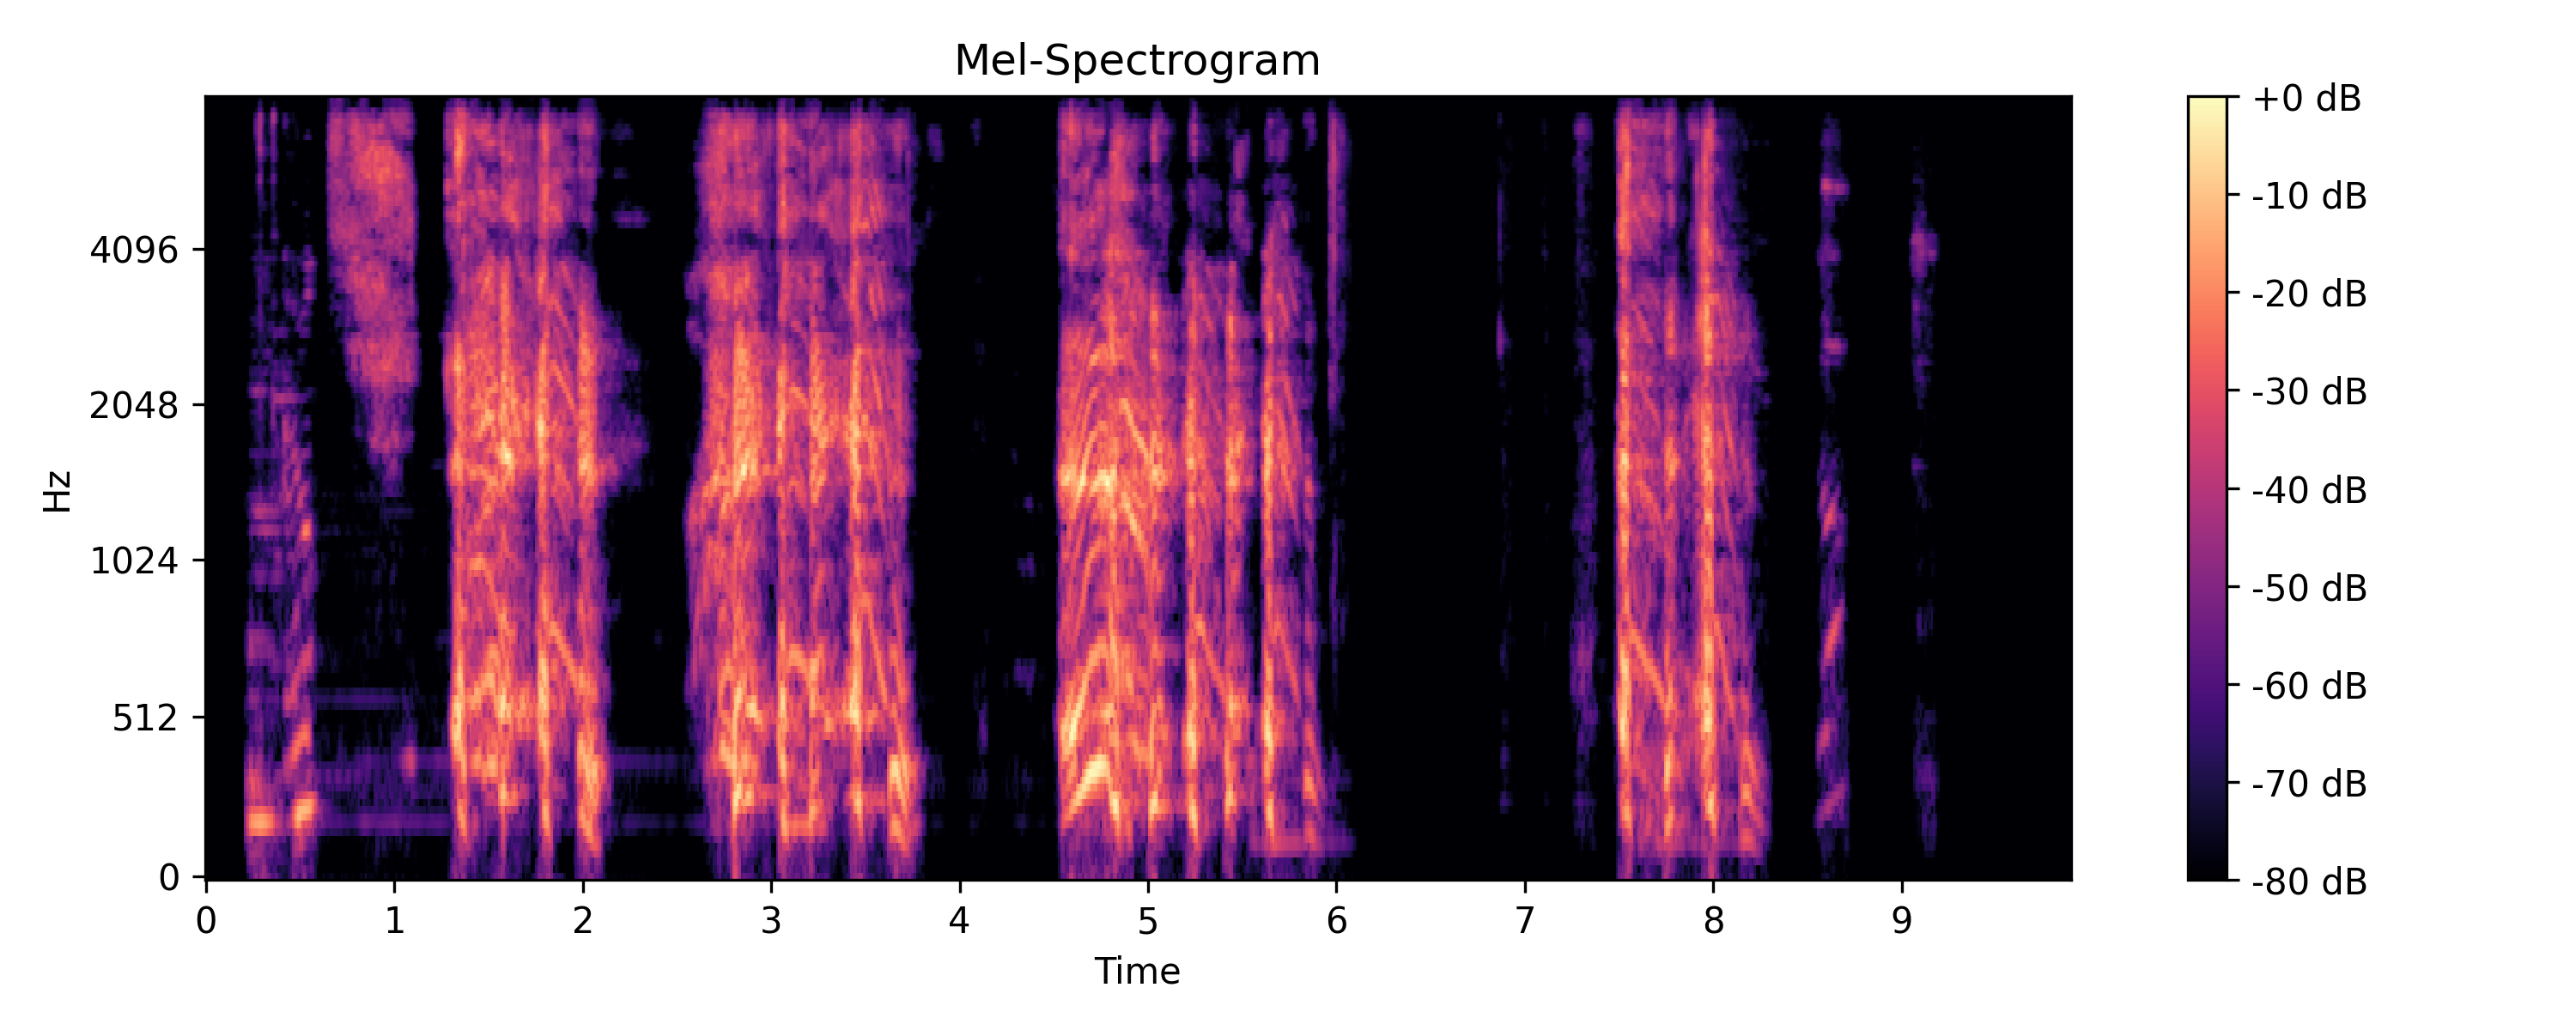 Mel-Spectrogram
+0 dB
-10 dB
-20 dB
-30 dB
-40 dB
-50 dB
-60 dB
-70 dB
-80 dB
4096
2048
1024
512
0
Hz
0 1 2 3 4 5 6 7 8 9
Time